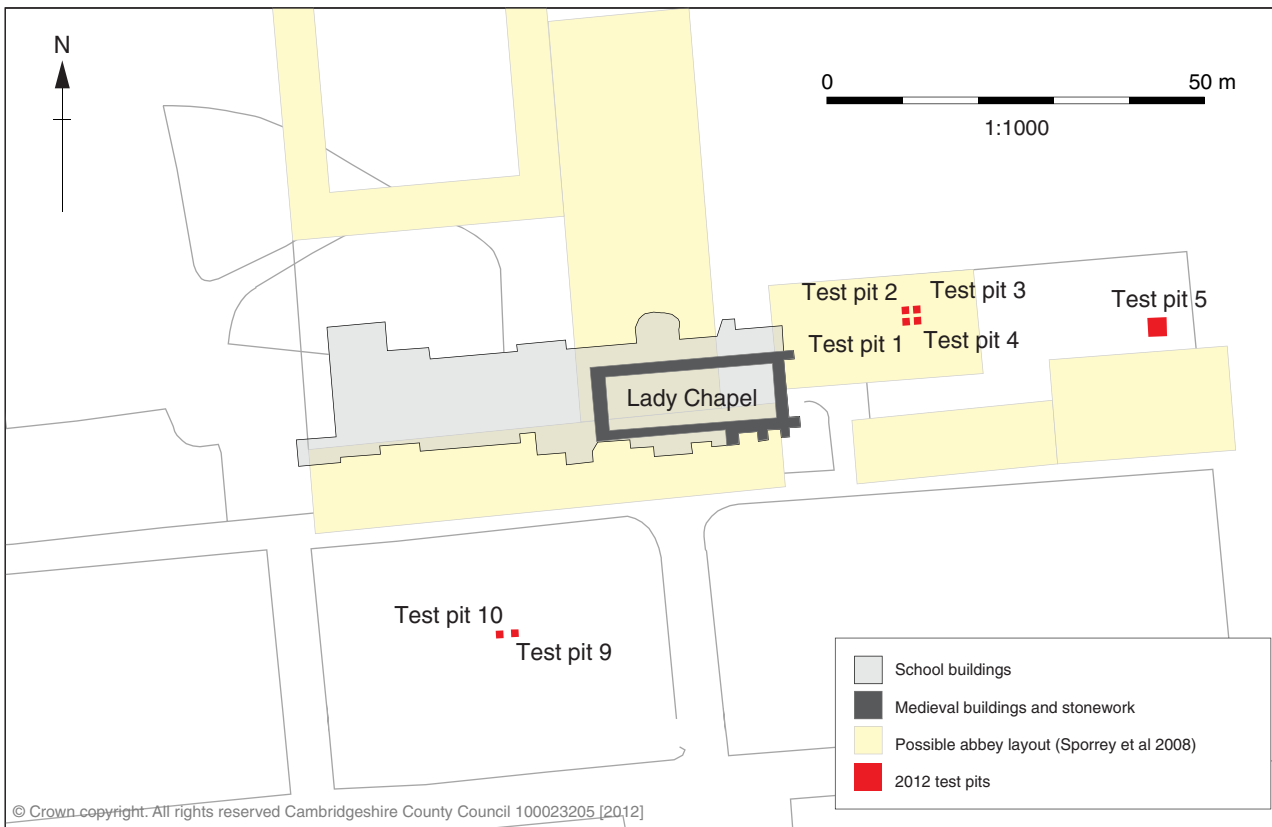 N
0 50 m
1:1000
Test pit 2 Test pit 3
Test pit 5
Test pit 1 Test pit 4
Lady Chapel
Test pit 10
Test pit 9
School buildings
Medieval buildings and stonework
Possible abbey layout (Sporrey et al 2008)
2012 test pits
© Crown copyright. All rights reserved Cambridgeshire County Council 100023205 [2012]